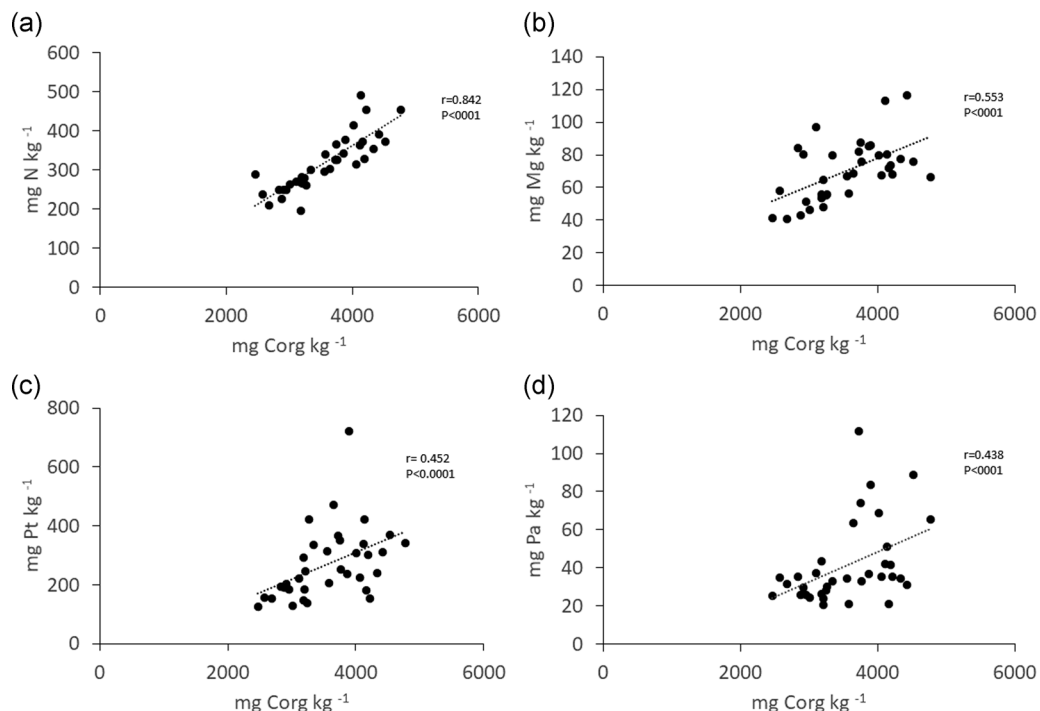 (a)
600
500
400
300
200
100
0
mg N kg -1
r=0.842
P<0001
0 2000 4000 6000
mg Corg kg -1
(b)
140
120
100
80
60
40
20
0
mg Mg kg -1
r=0.553
P<0001
0 2000 4000 6000
mg Corg kg -1
(c)
800
600
400
200
0
mg Pt kg -1
r= 0.452
P<0.0001
0 2000 4000 6000
mg Corg kg -1
(d)
120
100
80
60
40
20
0
mg Pa kg -1
r=0.438
P<0001
0 2000 4000 6000
mg Corg kg -1